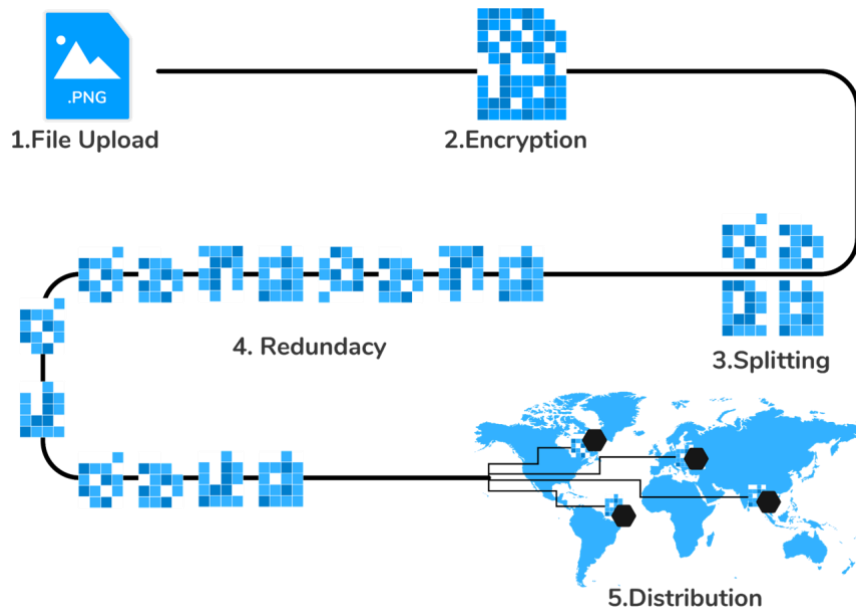 .PNG
1.File Upload
2.Encryption
3.Splitting
4. Redundacy
5.Distribution